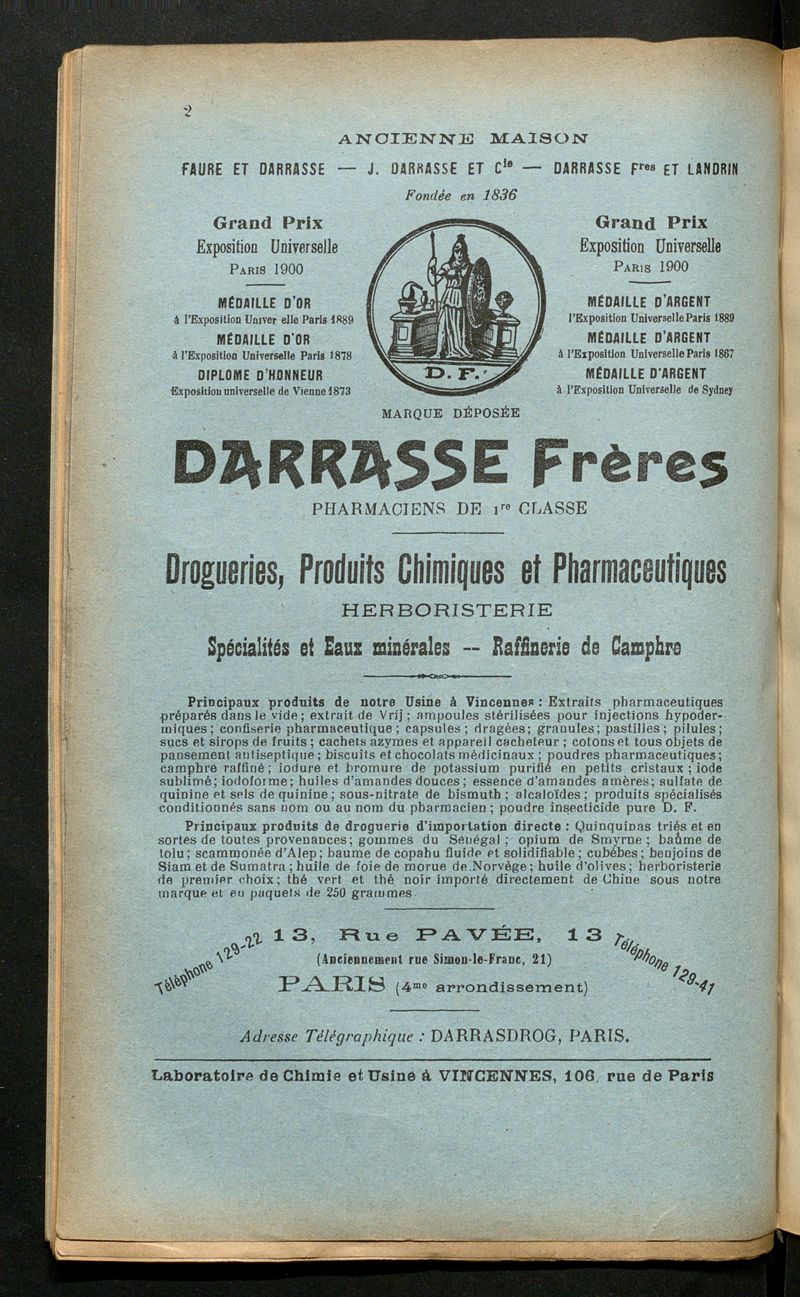 2
ANCIENNE MAISON
FAURE ET DARRASSE — J. DARRASSE ET Cie — DARRASSE Fres ET LANDRIN
Fondée en 1836
Grand Prix
Exposition Universelle
PARIS 1900
MÉDAILLE D'OR
à l'Exposition Univer elle Paris 1889
MÉDAILLE D'OR
à l'Exposition Universelle Paris 1878
DIPLOME D'HONNEUR
Exposition universelle de Vienne 1873
D. F.
Grand Prix
Exposition Universelle
PARIS 1900
MÉDAILLE D'ARGENT
l'Exposition Universelle Paris 1889
MÉDAILLE D'ARGENT
à l'Exposition Universelle Paris 1867
MÉDAILLE D'ARGENT
à l'Exposition Universelle de Sydney
MARQUE DÉPOSÉE
DARRASSE Frères
PHARMACIENS DE 1re CLASSE
Drogueries, Produits Chimiques et Pharmaceutiques
HERBORISTERIE
Spécialités et Eaux minérales — Raffinerie de Camphre
Principaux produits de notre Usine à Vincennes : Extraits pharmaceutiques
préparés dans le vide ; extrait de Vrij ; ampoules stérilisées pour injections hypoder-
miques ; confiserie pharmaceutique ; capsules ; dragées ; granules ; pastilles ; pilules ;
sucs et sirops de fruits ; cachets azymes et appareil cacheteur ; cotons et tous objets de
pansement antiseptique ; biscuits et chocolats médicinaux ; poudres pharmaceutiques ;
camphre raffiné ; iodure et bromure de potassium purifié en petits cristaux ; iode
sublimé ; iodoforme ; huiles d'amandes douces ; essence d'amandes amères ; sulfate de
quinine et sels de quinine ; sous-nitrate de bismuth ; alcaloïdes ; produits spécialisés
conditionnés sans nom ou au nom du pharmacien ; poudre insecticide pure D. F.
Principaux produits de droguerie d'importation directe : Quinquinas triés et en
sortes de toutes provenances ; gommes du Sénégal ; opium de Smyrne ; baûme de
tolu ; scammonée d'Alep ; baume de copahu fluide et solidifiable ; cubèbes ; benjoins de
Siam et de Sumatra ; huile de foie de morue de Norvège ; huile d'olives ; herboristerie
de premier choix ; thé vert et thé noir importé directement de Chine sous notre
marque et en paquets de 250 grammes
Téléphone 129-22
13, Rue PAVÉE, 13
(Anciennement rue Simon-le-Franc, 21)
PARIS (4me arrondissement)
Téléphone 129-41
Adresse Télégraphique : DARRASDROG, PARIS.
Laboratoire de Chimie et Usine à VINCENNES, 106, rue de Paris